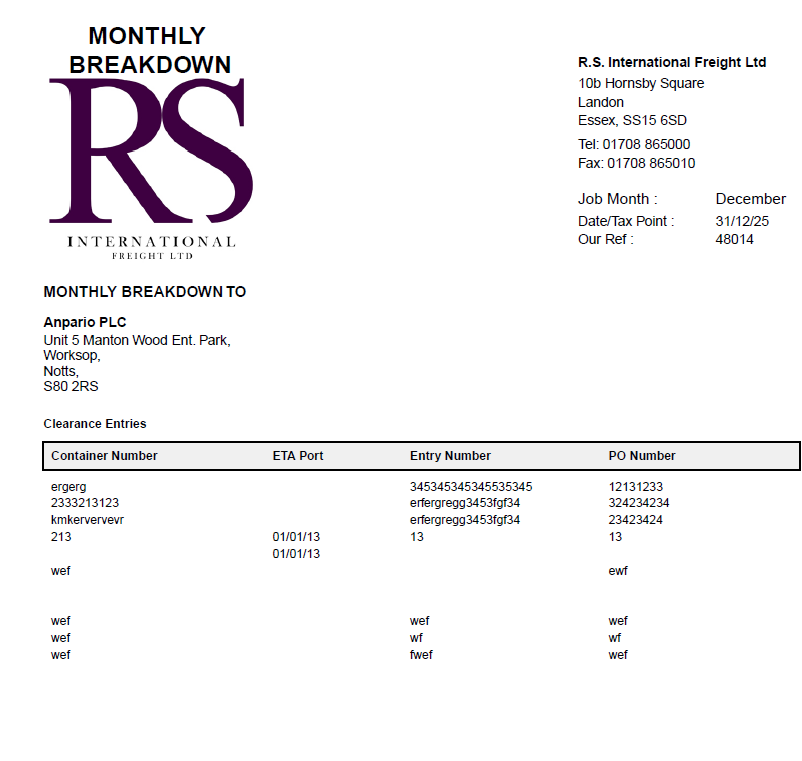 MONTHLY
BREAKDOWN
RS
INTERNATIONAL
FREIGHT LTD
R.S. International Freight Ltd
10b Hornsby Square
Landon
Essex, SS15 6SD
Tel: 01708 865000
Fax: 01708 865010
Job Month : December
Date/Tax Point : 31/12/25
Our Ref : 48014
MONTHLY BREAKDOWN TO
Anpario PLC
Unit 5 Manton Wood Ent. Park,
Worksop,
Notts,
S80 2RS
Clearance Entries
Container Number ETA Port Entry Number PO Number
ergerg 345345345345535345 12131233
2333213123 erfergregg3453fgf34 324234234
kmkervervevr erfergregg3453fgf34 23423424
213 01/01/13 13 13
01/01/13
wef ewf
wef wef wef
wef wf wf
wef fwef wef